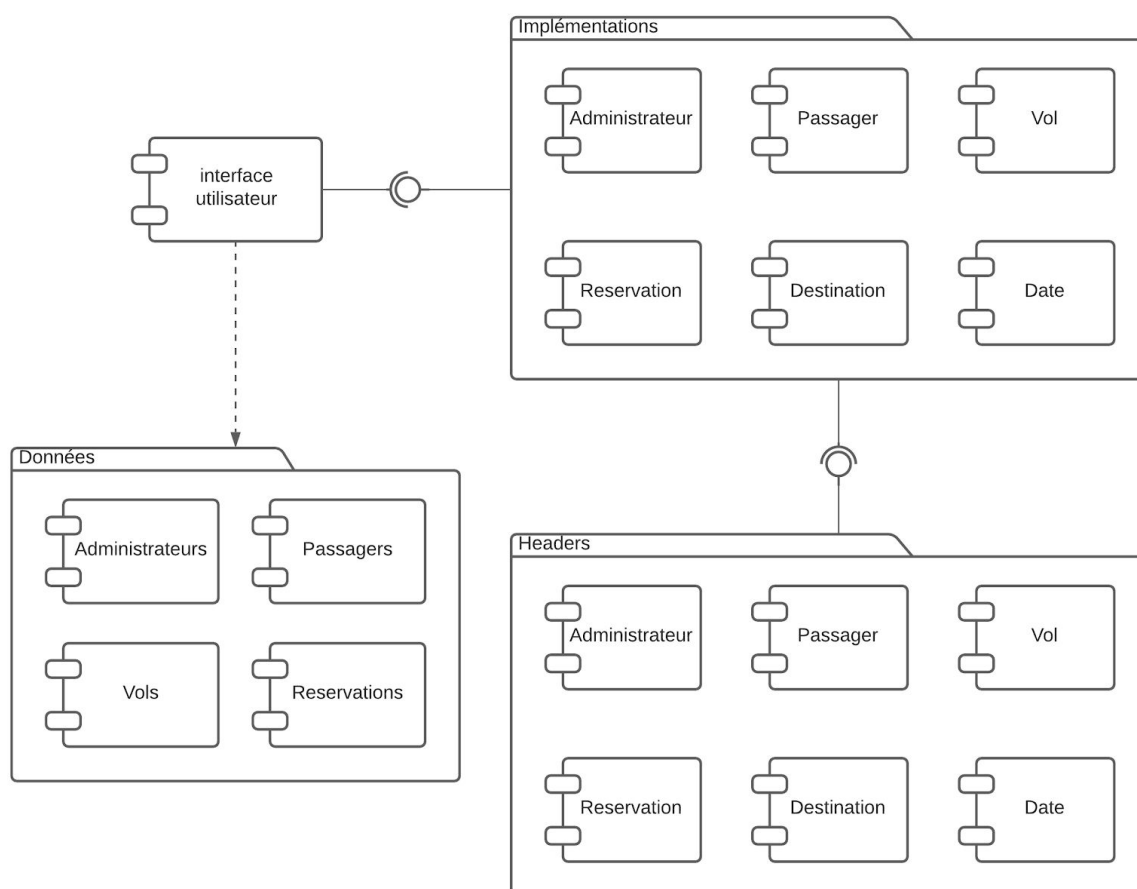 Implémentations
Administrateur
Passager
Vol
interface
utilisateur
Reservation
Destination
Date
Données
Administrateurs
Passagers
Vols
Reservations
Headers
Administrateur
Passager
Vol
Reservation
Destination
Date